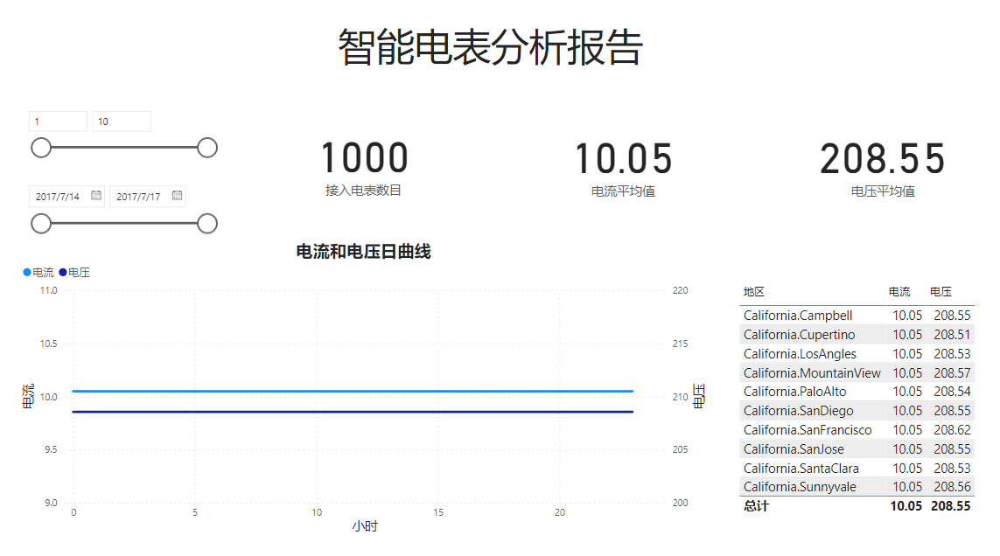 智能电表分析报告
1 10
2017/7/14 2017/7/17
1000
接入电表数目
10.05
电流平均值
208.55
电压平均值
电流和电压日曲线
电流 电压
11.0
10.5
10.0
9.5
9.0
电流
220
215
210
205
200
电压
0 5 10 15 20
小时
地区 电流 电压
California.Campbell 10.05 208.55
California.Cupertino 10.05 208.51
California.LosAngles 10.05 208.53
California.MountainView 10.05 208.57
California.PaloAlto 10.05 208.54
California.SanDiego 10.05 208.55
California.SanFrancisco 10.05 208.62
California.SanJose 10.05 208.55
California.SantaClara 10.05 208.53
California.Sunnyvale 10.05 208.56
总计 10.05 208.55